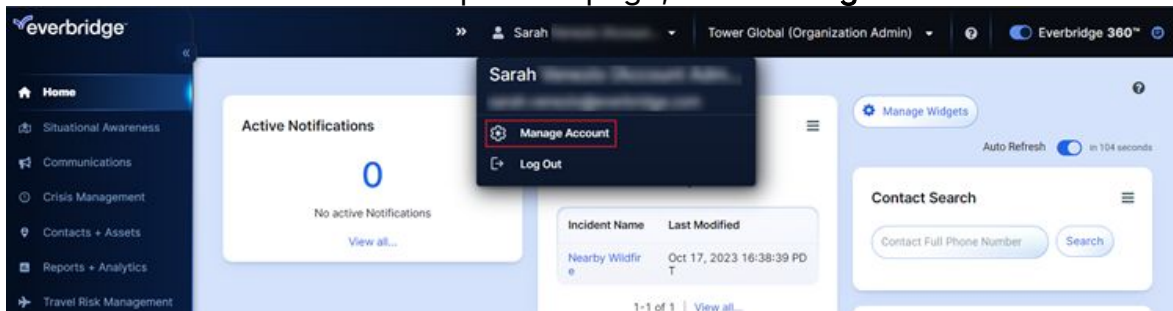 everbridge
Sarah
Tower Global (Organization Admin)
Everbridge 360™
Home
Situational Awareness
Communications
Crisis Management
Contacts + Assets
Reports + Analytics
Travel Risk Management
Sarah
Manage Account
Log Out
Active Notifications
0
No active Notifications
View all...
Incident Name Last Modified
Nearby Wildfir
e
Oct 17, 2023 16:38:39 PD
T
1-1 of 1 | View all...
Manage Widgets
Auto Refresh in 104 seconds
Contact Search
Contact Full Phone Number Search